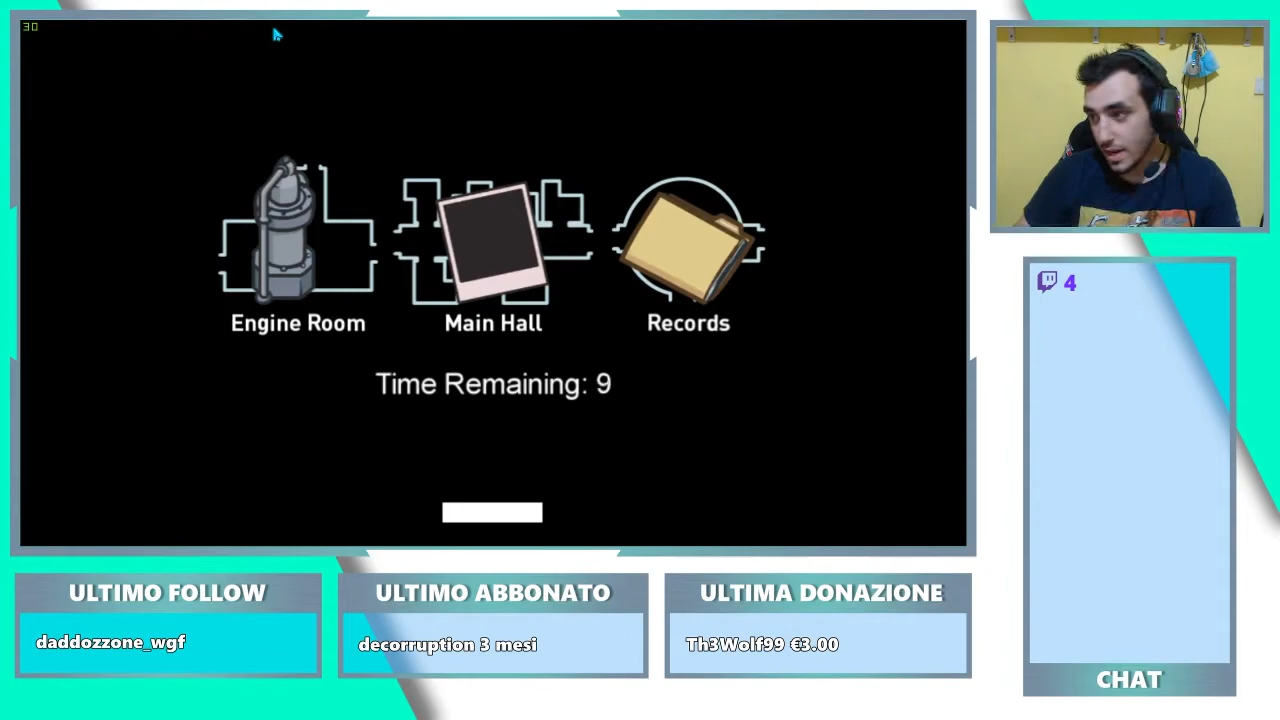 30
Engine Room
Main Hall
Records
Time Remaining: 9
4
CHAT
ULTIMO FOLLOW
daddozzone_wgf
ULTIMO ABBONATO
decorruption 3 mesi
ULTIMA DONAZIONE
Th3Wolf99 €3.00